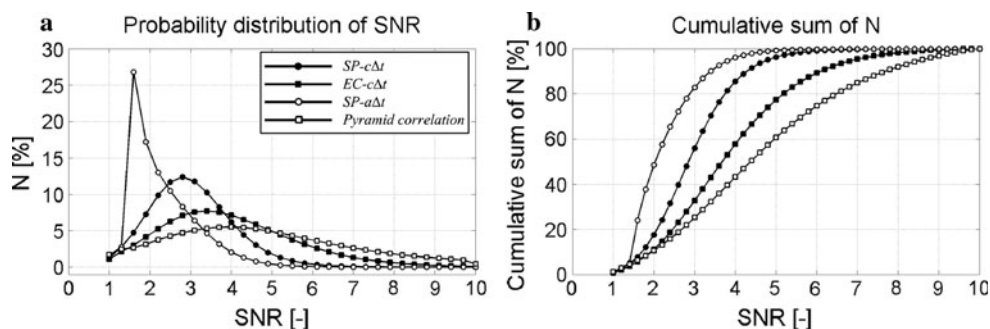 a
Probability distribution of SNR
N [%]
30
25
20
15
10
5
0
SP-cΔt
EC-cΔt
SP-aΔt
Pyramid correlation
0 1 2 3 4 5 6 7 8 9 10
SNR [-]
b
Cumulative sum of N
Cumulative sum of N [%]
100
80
60
40
20
0
0 1 2 3 4 5 6 7 8 9 10
SNR [-]